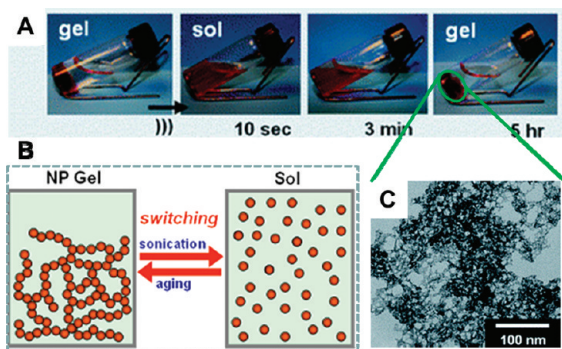 A
gel
sol
gel
)))
10 sec
3 min
5 hr
B
NP Gel
Sol
switching
sonication
aging
C
100 nm